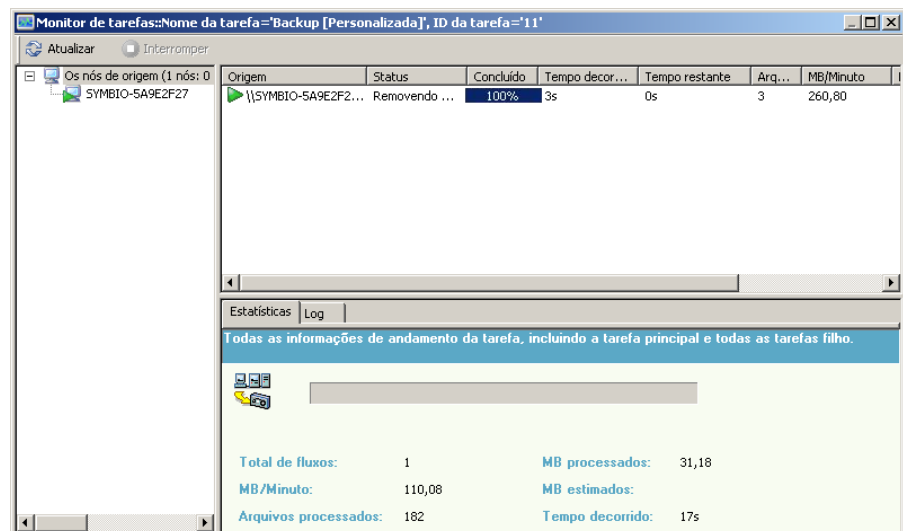 Monitor de tarefas::Nome da tarefa='Backup [Personalizada]', ID da tarefa='11'
Atualizar Interromper
Os nós de origem (1 nós: 0
SYMBIO-5A9E2F27
Origem Status Concluído Tempo decor... Tempo restante Arq... MB/Minuto
\\SYMBIO-5A9E2F2... Removendo ... 100% 3s 0s 3 260,80
Estatísticas Log
Todas as informações de andamento da tarefa, incluindo a tarefa principal e todas as tarefas filho.
Total de fluxos: 1 MB processados: 31,18
MB/Minuto: 110,08 MB estimados:
Arquivos processados: 182 Tempo decorrido: 17s